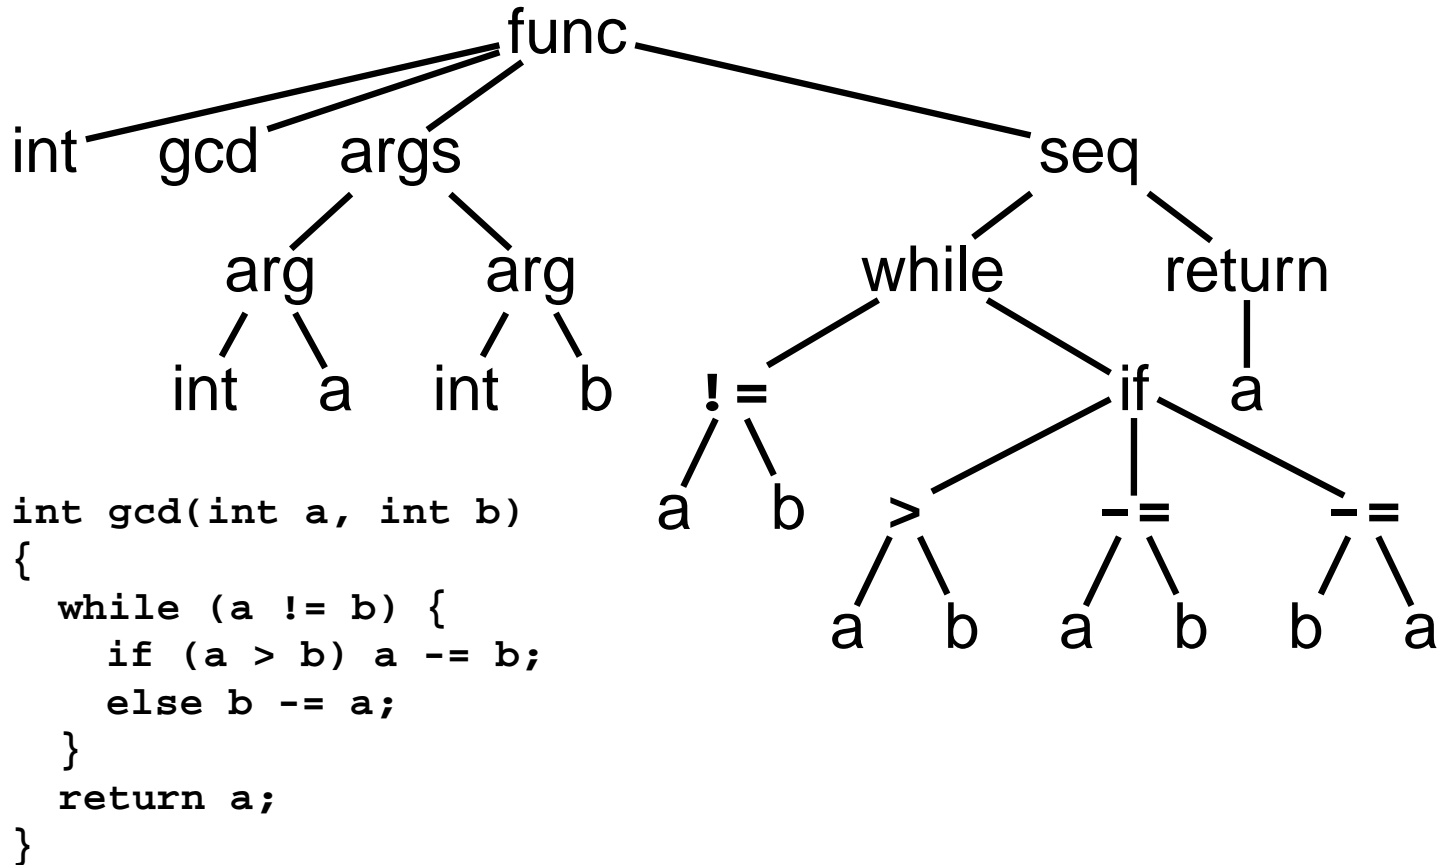 func
int gcd args seq
arg arg while return
int a int b != if a
a b > -= -=
a b a b b a
int gcd(int a, int b)
{
while (a != b) {
if (a > b) a -= b;
else b -= a;
}
return a;
}